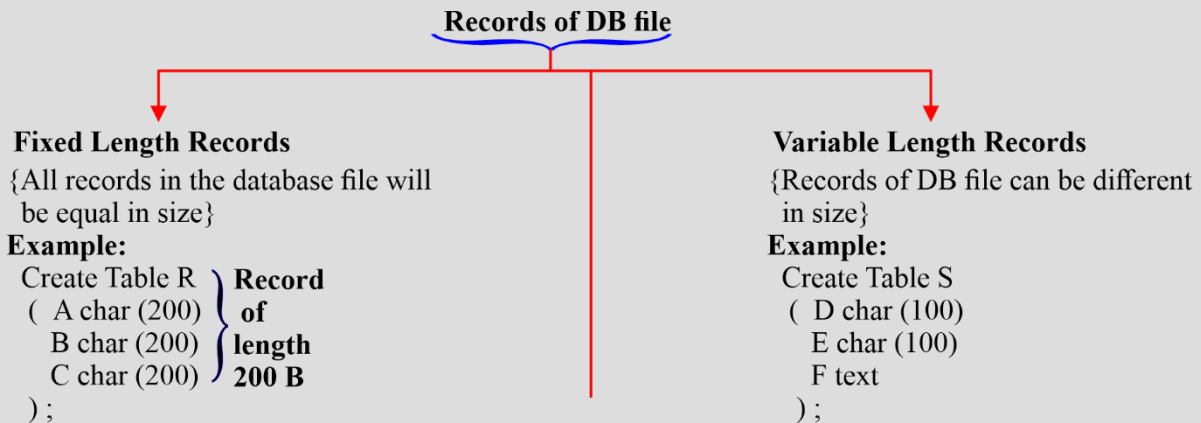 Records of DB file
Fixed Length Records
{All records in the database file will
be equal in size}
Example:
Create Table R
( A char (200)
B char (200)
C char (200)
) ;
Record
of
length
200 B
Variable Length Records
{Records of DB file can be different
in size}
Example:
Create Table S
( D char (100)
E char (100)
F text
) ;